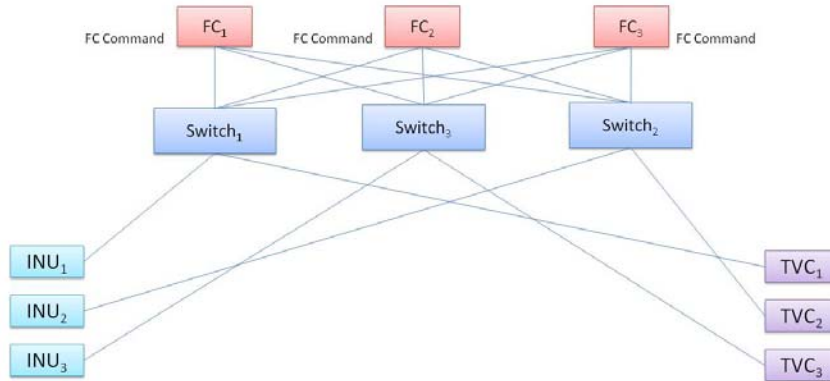 FC₁
FC₂
FC₃
FC Command
FC Command
FC Command
Switch₁
Switch₃
Switch₂
INU₁
TVC₁
INU₂
TVC₂
INU₃
TVC₃